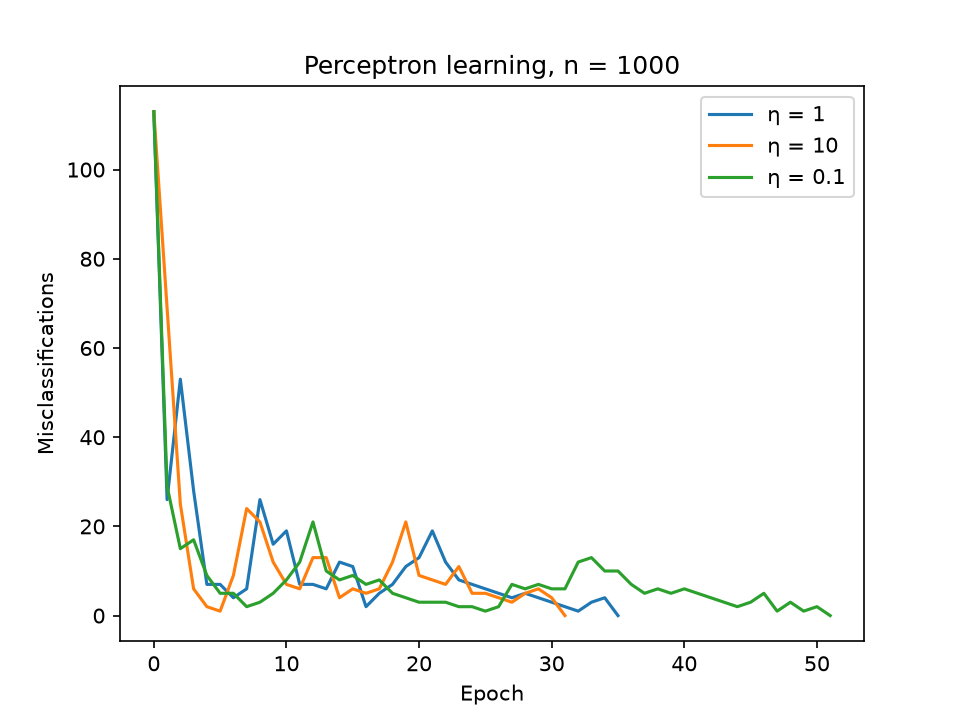 Perceptron learning, n = 1000
η = 1
η = 10
η = 0.1
Misclassifications
100
80
60
40
20
0
0 10 20 30 40 50
Epoch